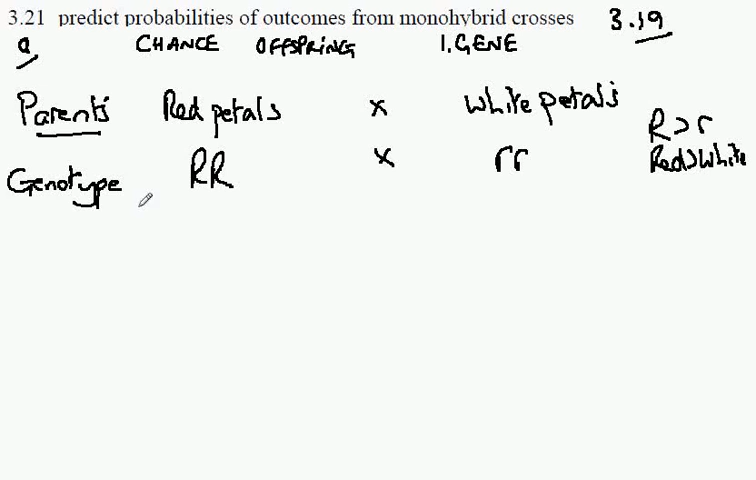 3.21 predict probabilities of outcomes from monohybrid crosses 3.19
a CHANCE OFFSPRING 1.GENE
Parents Red petals x White petals
R>r
Genotype RR x rr Red>White